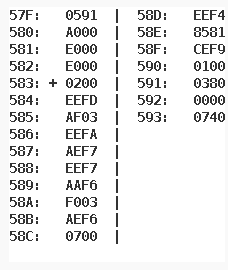 57F:   0591  |  58D:   EEF4
580:   A000  |  58E:   8581
581:   E000  |  58F:   CEF9
582:   E000  |  590:   0100
583: + 0200  |  591:   0380
584:   EEFD  |  592:   0000
585:   AF03  |  593:   0740
586:   EEFA  |
587:   AEF7  |
588:   EEF7  |
589:   AAF6  |
58A:   F003  |
58B:   AEF6  |
58C:   0700  |